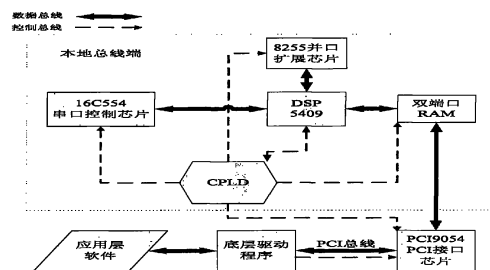 数据总线
控制总线
本地总线端
8255并口
扩展芯片
16C554
串口控制芯片
DSP
5409
双端口
RAM
CPLD
应用层
软件
底层驱动
程序
PCI总线
PCI9054
PCI接口
芯片